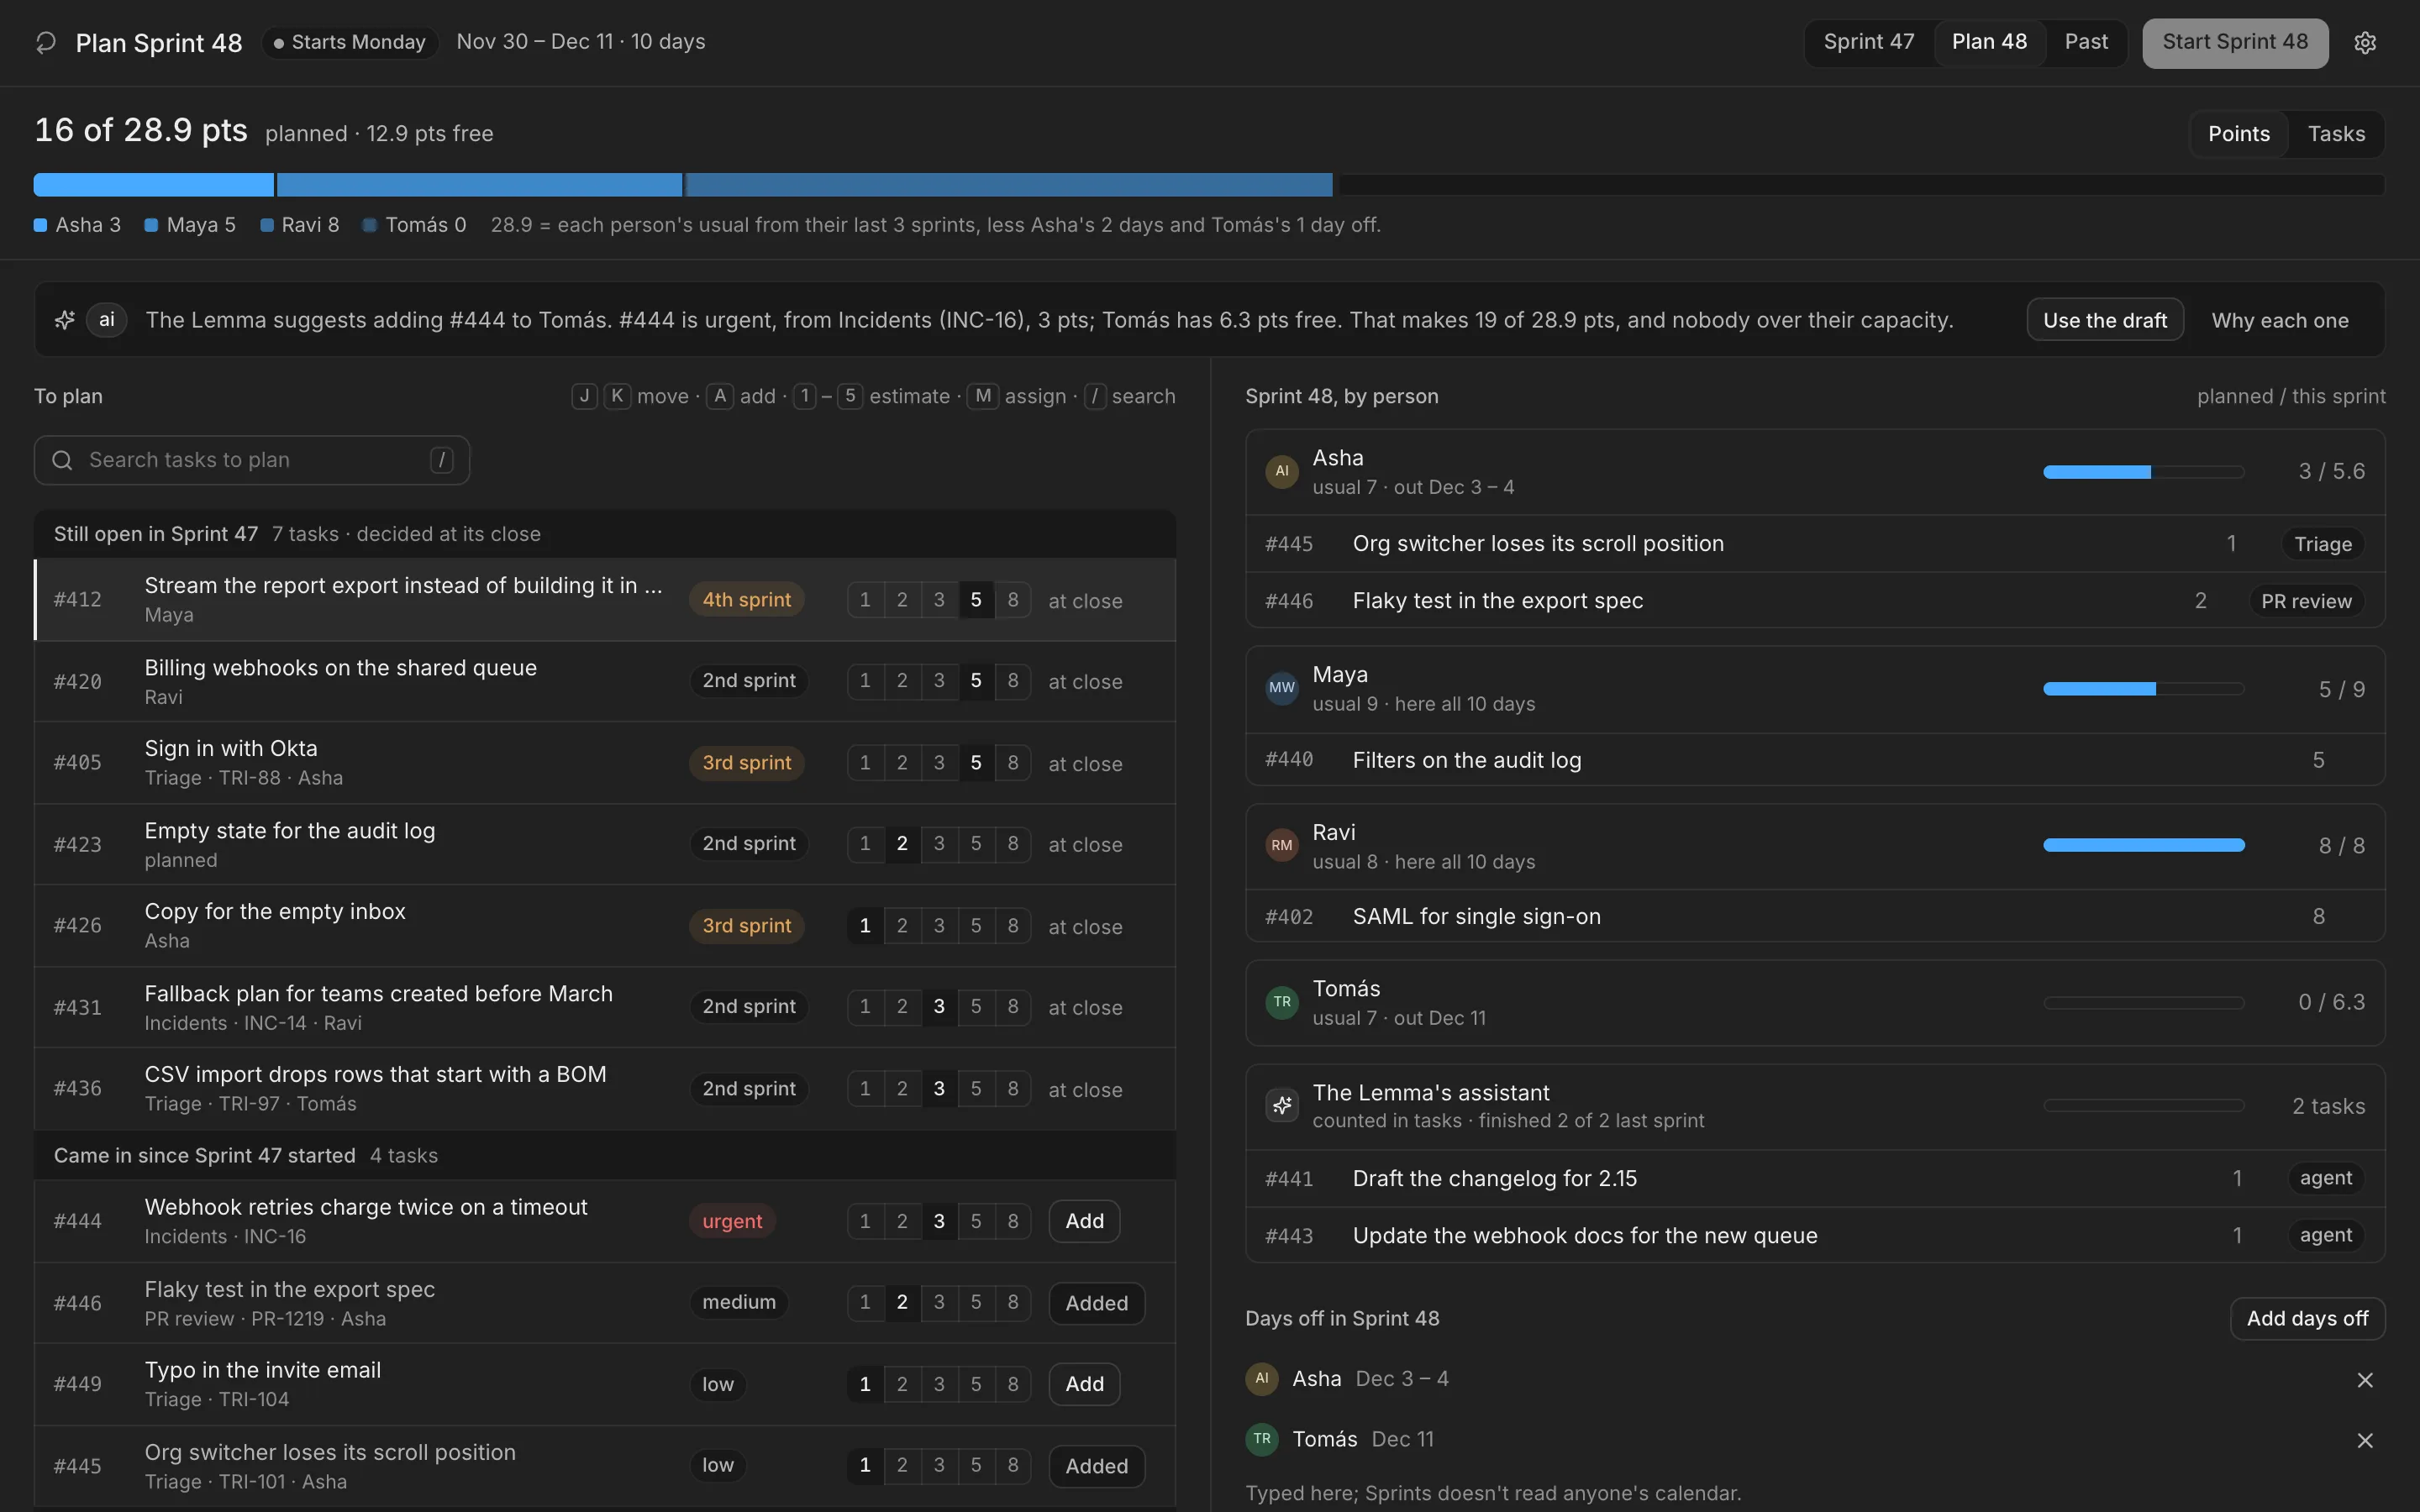 Plan Sprint 48 Starts Monday Nov 30 – Dec 11 · 10 days Sprint 47 Plan 48 Past Start Sprint 48
16 of 28.9 pts planned · 12.9 pts free Points Tasks
Asha 3 Maya 5 Ravi 8 Tomás 0 28.9 = each person's usual from their last 3 sprints, less Asha's 2 days and Tomás's 1 day off.
ai The Lemma suggests adding #444 to Tomás. #444 is urgent, from Incidents (INC-16), 3 pts; Tomás has 6.3 pts free. That makes 19 of 28.9 pts, and nobody over their capacity. Use the draft Why each one
To plan J K move · A add · 1 – 5 estimate · M assign · / search
Search tasks to plan /
Still open in Sprint 47 7 tasks · decided at its close
#412 Stream the report export instead of building it in ... 4th sprint 1 2 3 5 8 at close
Maya
#420 Billing webhooks on the shared queue 2nd sprint 1 2 3 5 8 at close
Ravi
#405 Sign in with Okta 3rd sprint 1 2 3 5 8 at close
Triage · TRI-88 · Asha
#423 Empty state for the audit log 2nd sprint 1 2 3 5 8 at close
planned
#426 Copy for the empty inbox 3rd sprint 1 2 3 5 8 at close
Asha
#431 Fallback plan for teams created before March 2nd sprint 1 2 3 5 8 at close
Incidents · INC-14 · Ravi
#436 CSV import drops rows that start with a BOM 2nd sprint 1 2 3 5 8 at close
Triage · TRI-97 · Tomás
Came in since Sprint 47 started 4 tasks
#444 Webhook retries charge twice on a timeout urgent 1 2 3 5 8 Add
Incidents · INC-16
#446 Flaky test in the export spec medium 1 2 3 5 8 Added
PR review · PR-1219 · Asha
#449 Typo in the invite email low 1 2 3 5 8 Add
Triage · TRI-104
#445 Org switcher loses its scroll position low 1 2 3 5 8 Added
Triage · TRI-101 · Asha
Sprint 48, by person planned / this sprint
AI Asha 3 / 5.6
usual 7 · out Dec 3 – 4
#445 Org switcher loses its scroll position 1 Triage
#446 Flaky test in the export spec 2 PR review
MW Maya 5 / 9
usual 9 · here all 10 days
#440 Filters on the audit log 5
RM Ravi 8 / 8
usual 8 · here all 10 days
#402 SAML for single sign-on 8
TR Tomás 0 / 6.3
usual 7 · out Dec 11
The Lemma's assistant 2 tasks
counted in tasks · finished 2 of 2 last sprint
#441 Draft the changelog for 2.15 1 agent
#443 Update the webhook docs for the new queue 1 agent
Days off in Sprint 48 Add days off
AI Asha Dec 3 – 4
TR Tomás Dec 11
Typed here; Sprints doesn't read anyone's calendar.